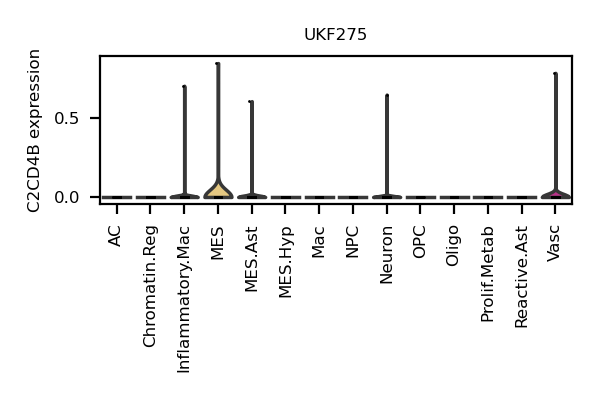 UKF275
C2CD4B expression
0.5
0.0
AC
Chromatin.Reg
Inflammatory.Mac
MES
MES.Ast
MES.Hyp
Mac
NPC
Neuron
OPC
Oligo
Prolif.Metab
Reactive.Ast
Vasc